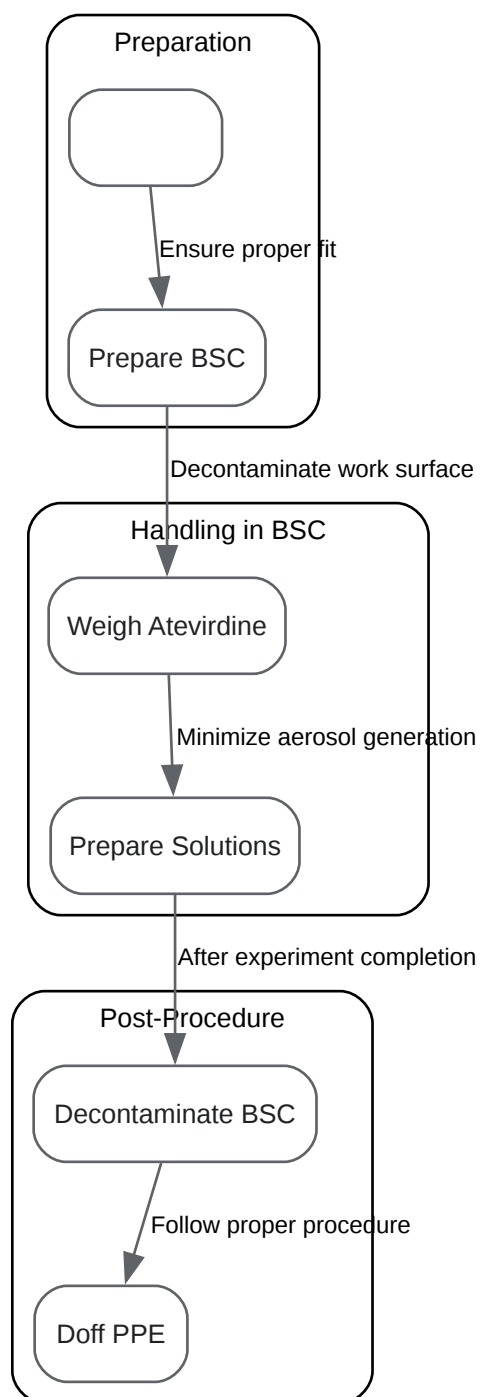 Preparation
Ensure proper fit
Prepare BSC
Decontaminate work surface
Handling in BSC
Weigh Atevirdine
Minimize aerosol generation
Prepare Solutions
After experiment completion
Post-Procedure
Decontaminate BSC
Follow proper procedure
Doff PPE